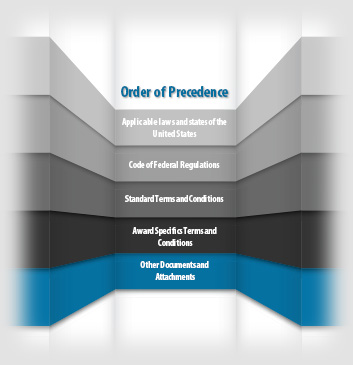 Order of Precedence
Applicable laws and states of the
United States
Code of Federal Regulations
Standard Terms and Conditions
Award Specifics Terms and
Conditions
Other Documents and
Attachments